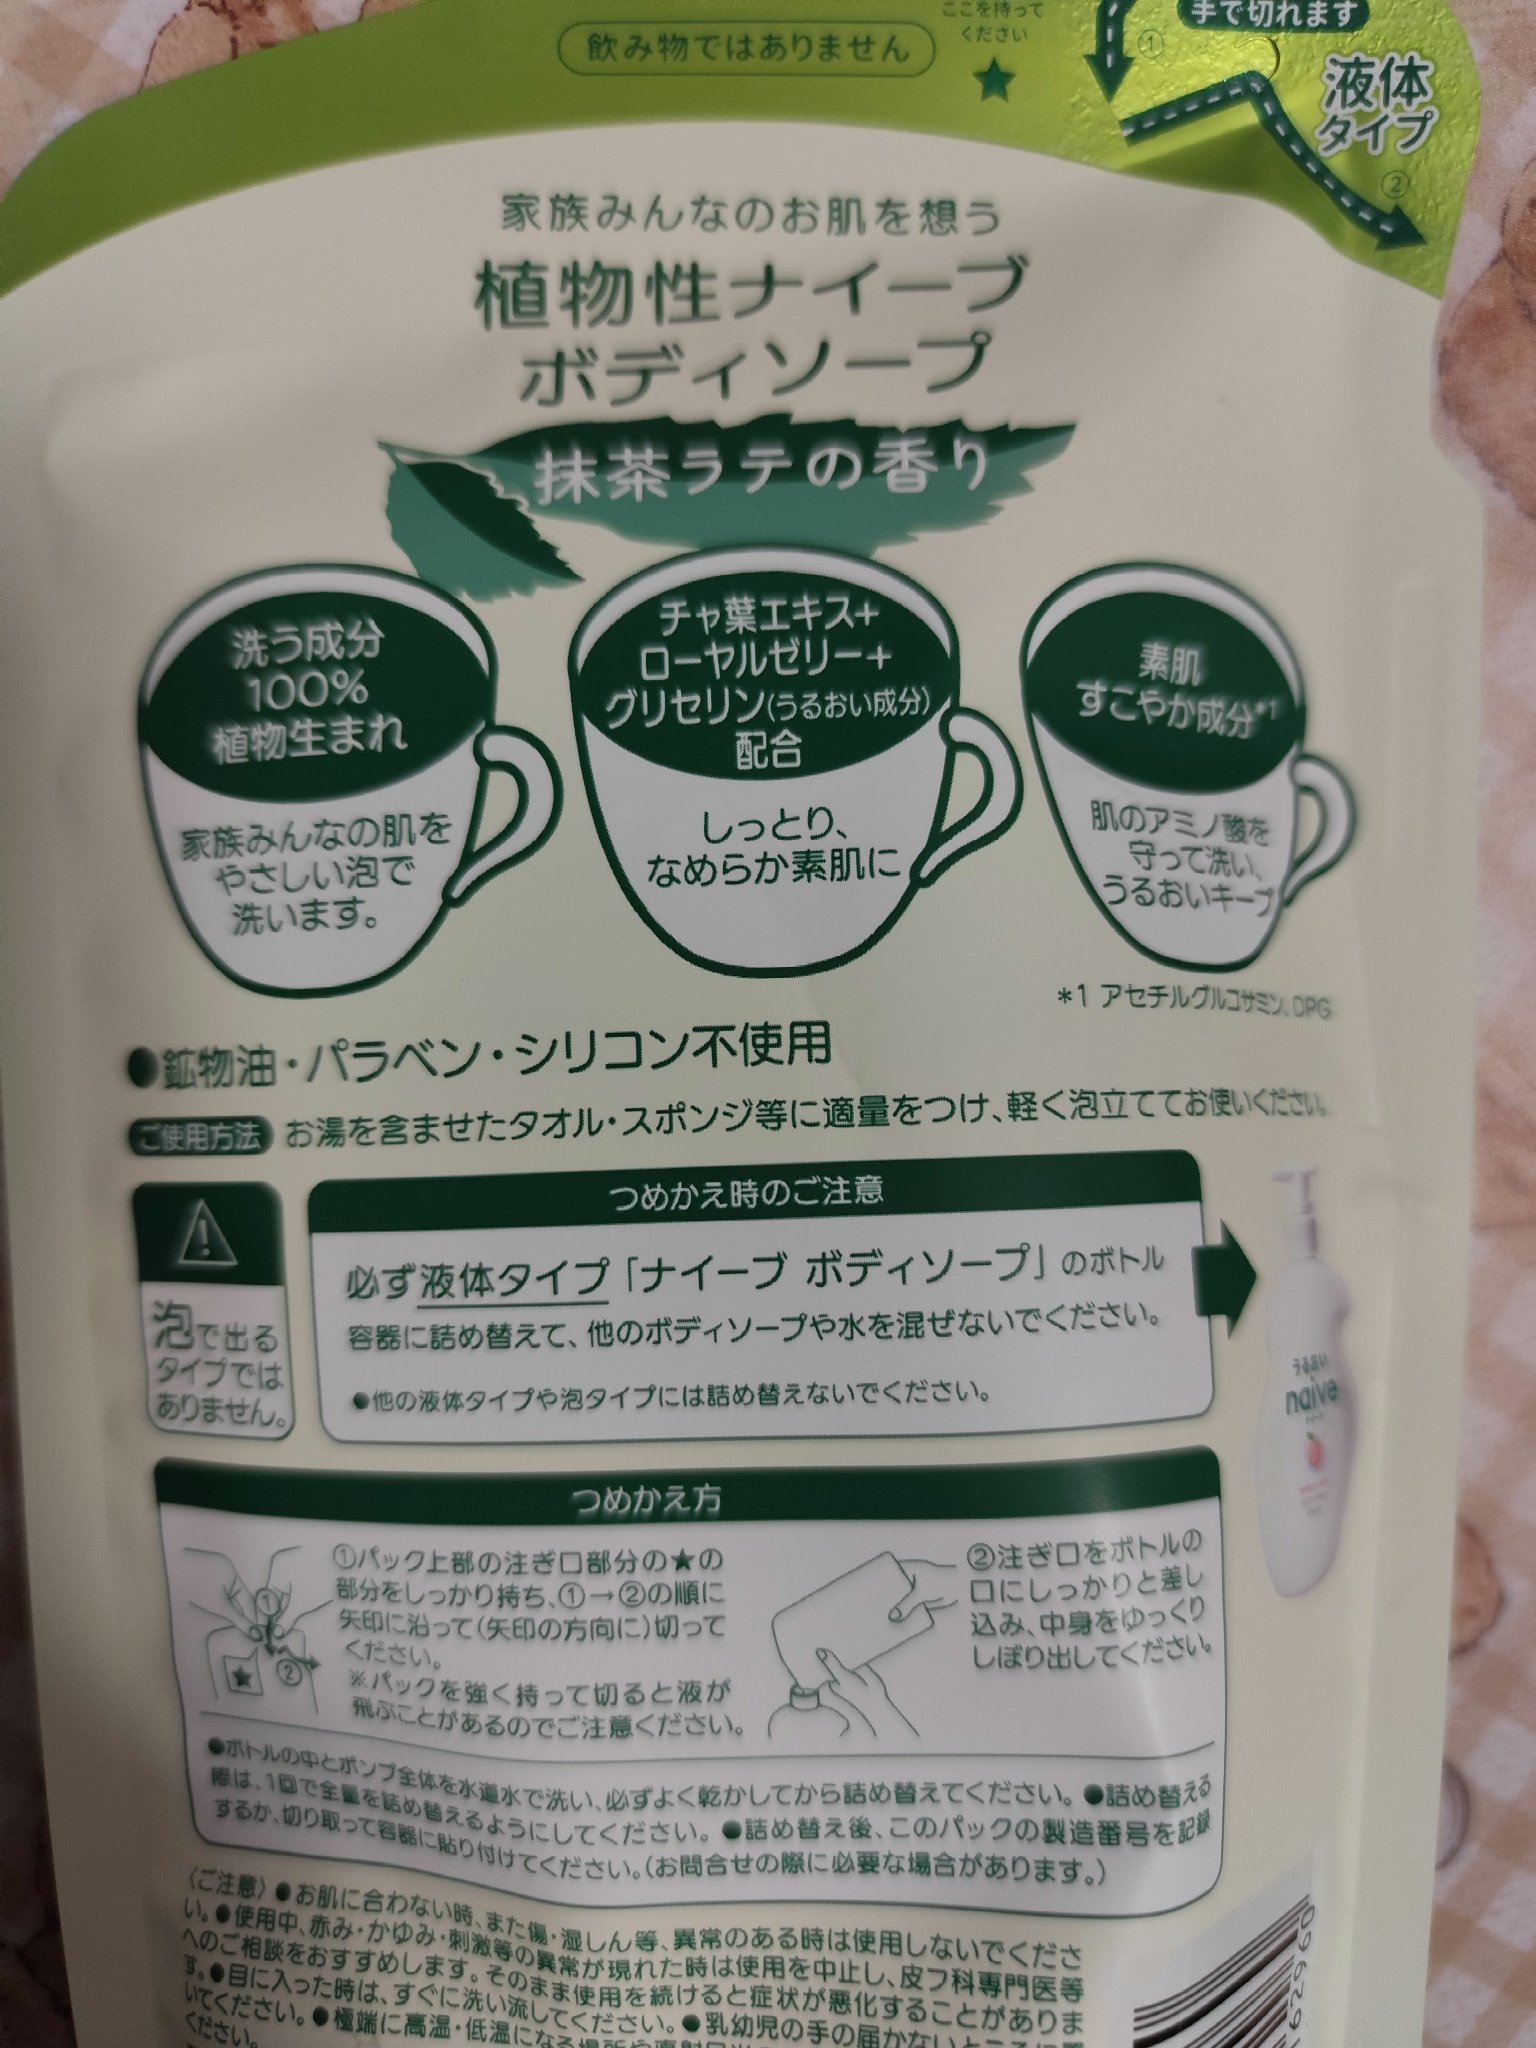 飲み物ではありません
ここを持って
ください
★
①
手で切れます
液体
タイプ
②
家族みんなのお肌を想う
植物性ナイーブ
ボディソープ
抹茶ラテの香り
洗う成分
100%
植物生まれ
家族みんなの肌を
やさしい泡で
洗います。
チャ葉エキス+
ローヤルゼリー+
グリセリン(うるおい成分)
配合
しっとり、
なめらか素肌に
素肌
すこやか成分*1
肌のアミノ酸を
守って洗い、
うるおいキープ
*1 アセチルグルコサミン、DPG
●鉱物油・パラベン・シリコン不使用
ご使用方法 お湯を含ませたタオル・スポンジ等に適量をつけ、軽く泡立ててお使いください。
泡で出る
タイプでは
ありません。
つめかえ時のご注意
必ず液体タイプ「ナイーブ ボディソープ」のボトル
容器に詰め替えて、他のボディソープや水を混ぜないでください。
●他の液体タイプや泡タイプには詰め替えないでください。
うるおい
naive
ナイーブ
つめかえ方
①パック上部の注ぎ口部分の★の
部分をしっかり持ち、①→②の順に
矢印に沿って(矢印の方向に)切って
ください。
※パックを強く持って切ると液が
飛ぶことがあるのでご注意ください。
①
②
★
②注ぎ口をボトルの
口にしっかりと差し
込み、中身をゆっくり
しぼり出してください。
●ボトルの中とポンプ全体を水道水で洗い、必ずよく乾かしてから詰め替えてください。●詰め替える
際は、1回で全量を詰め替えるようにしてください。●詰め替え後、このパックの製造番号を記録
するか、切り取って容器に貼り付けてください。(お問合せの際に必要な場合があります。)
〈ご注意〉●お肌に合わない時、また傷・湿しん等、異常のある時は使用しないでくださ
い。●使用中、赤み・かゆみ・刺激等の異常が現れた時は使用を中止し、皮フ科専門医等
へのご相談をおすすめします。そのまま使用を続けると症状が悪化することがありま
す。●目に入った時は、すぐに洗い流してください。●乳幼児の手の届かないところに
いてください。●極端に高温・低温になる場所や
ください。